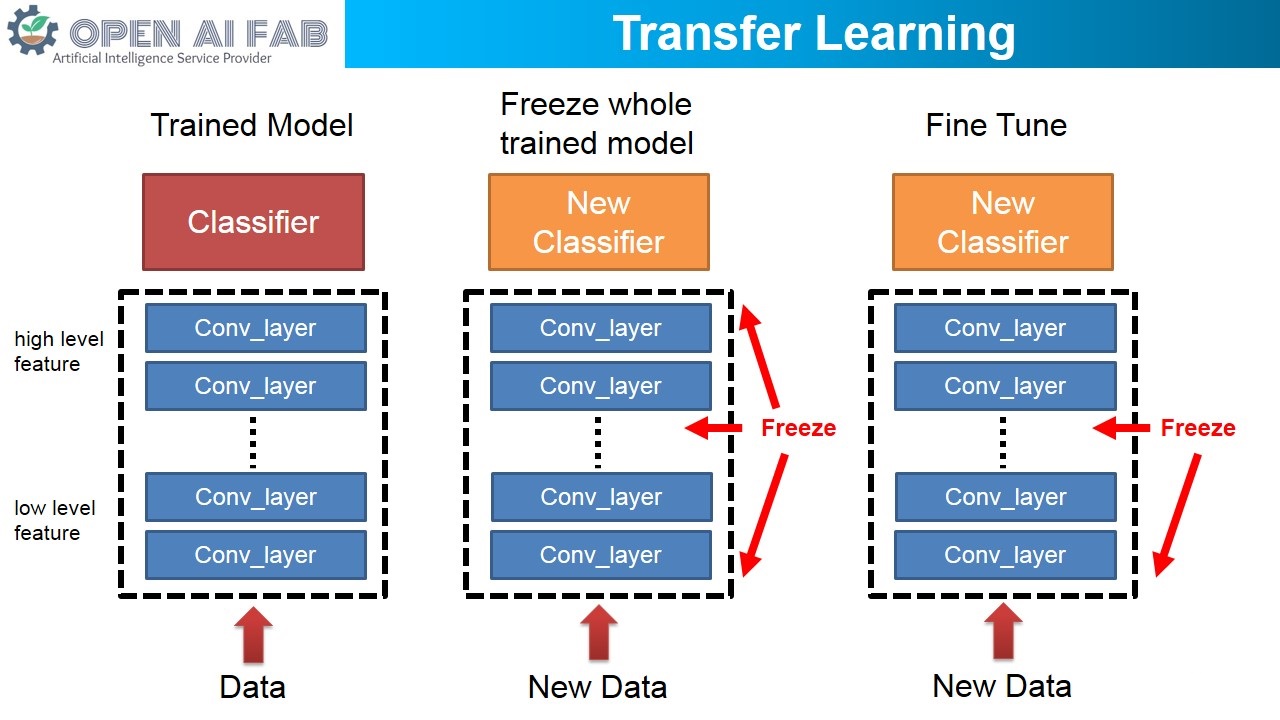 OPEN AI FAB
Artificial Intelligence Service Provider
Transfer Learning
Trained Model
Classifier
high level
feature
Conv_layer
Conv_layer
low level
feature
Conv_layer
Conv_layer
Data
Freeze whole
trained model
New
Classifier
Conv_layer
Conv_layer
Freeze
Conv_layer
Conv_layer
New Data
Fine Tune
New
Classifier
Conv_layer
Conv_layer
Freeze
Conv_layer
Conv_layer
New Data